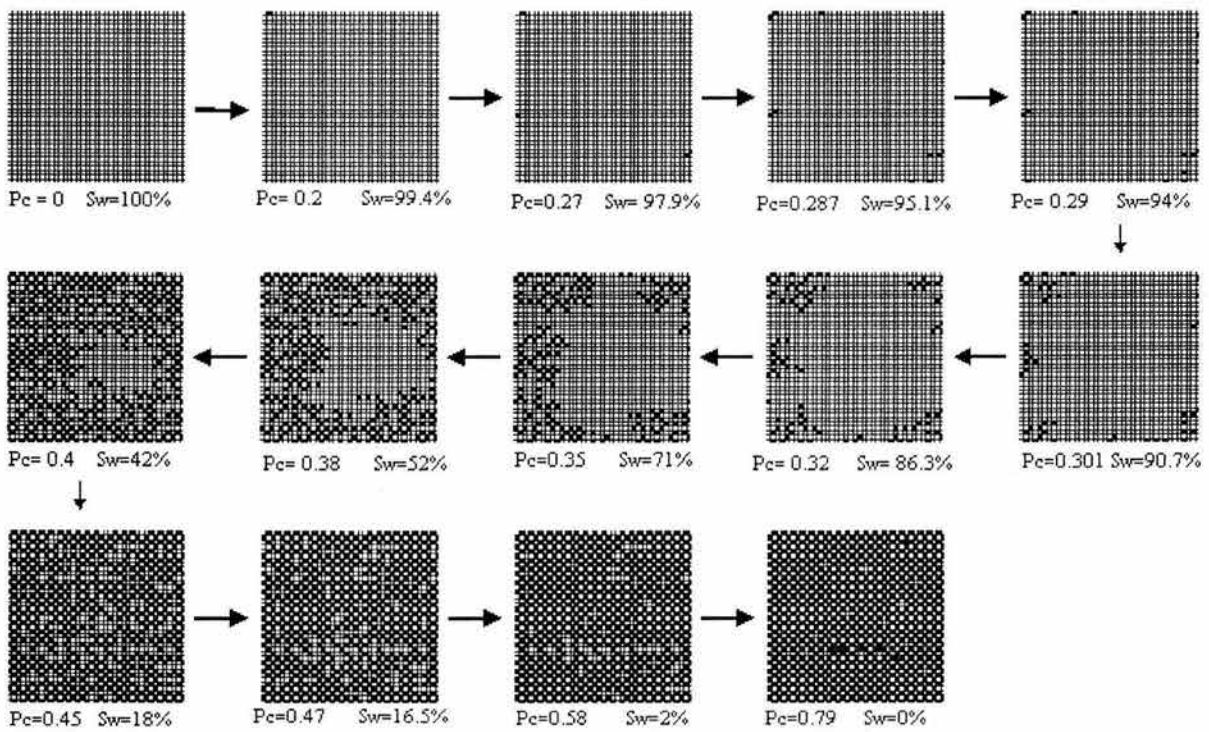 Pc = 0 Sw=100%
Pc= 0.2 Sw=99.4%
Pc=0.27 Sw= 97.9%
Pc=0.287 Sw=95.1%
Pc= 0.29 Sw=94%
Pc= 0.4 Sw=42%
Pc= 0.38 Sw=52%
Pc=0.35 Sw=71%
Pc= 0.32 Sw= 86.3%
Pc=0.301 Sw=90.7%
Pc=0.45 Sw=18%
Pc=0.47 Sw=16.5%
Pc=0.58 Sw=2%
Pc=0.79 Sw=0%